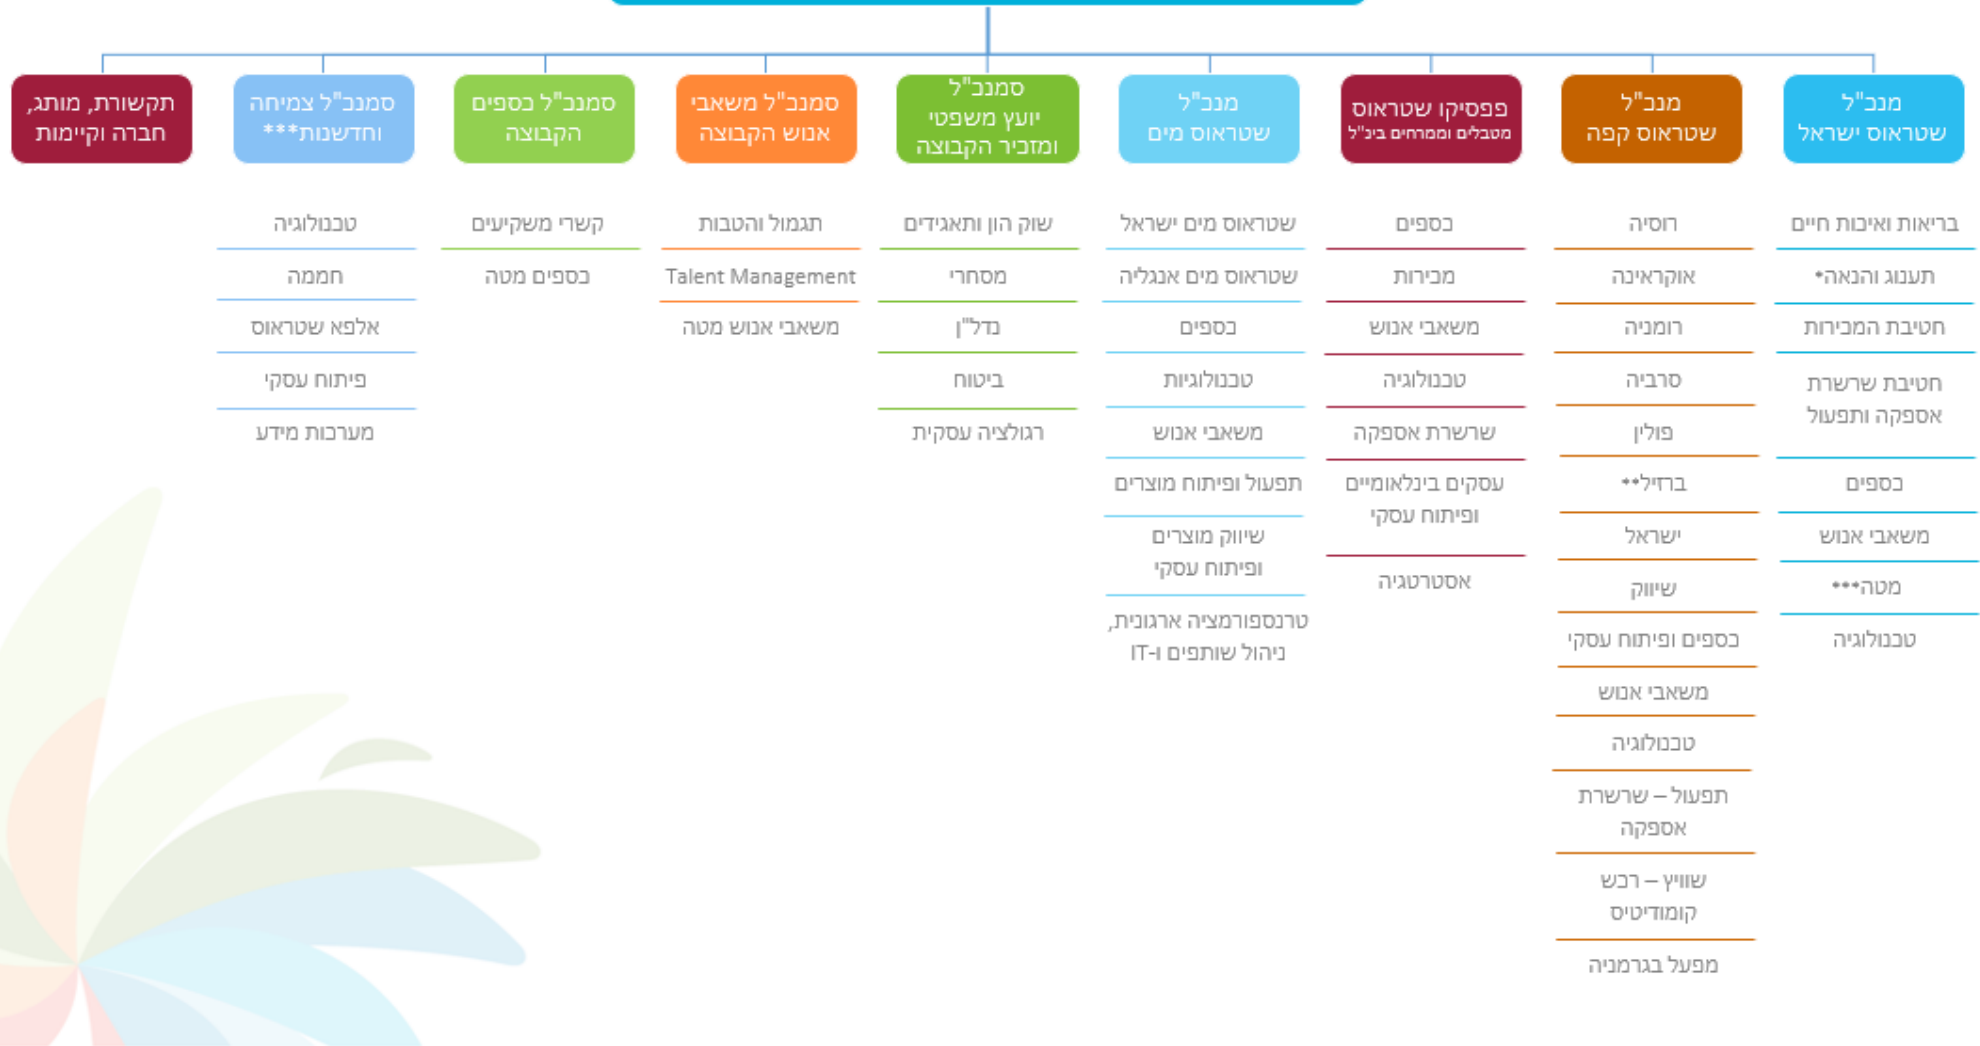 מנכ"ל
שטראוס ישראל
בריאות ואיכות חיים
תענוג והנאה*
חטיבת המכירות
חטיבת שרשרת
אספקה ותפעול
כספים
משאבי אנוש
מטה***
טכנולוגיה
מנכ"ל
שטראוס קפה
רוסיה
אוקראינה
רומניה
סרביה
פולין
ברזיל**
ישראל
שיווק
כספים ופיתוח עסקי
משאבי אנוש
טכנולוגיה
תפעול – שרשרת
אספקה
שוויץ – רכש
קומודיטיס
מפעל בגרמניה
פפסיקו שטראוס
מטבלים וממרחים בינ"ל
כספים
מכירות
משאבי אנוש
טכנולוגיה
שרשרת אספקה
עסקים בינלאומיים
ופיתוח עסקי
אסטרטגיה
מנכ"ל
שטראוס מים
שטראוס מים ישראל
שטראוס מים אנגליה
כספים
טכנולוגיות
משאבי אנוש
תפעול ופיתוח מוצרים
שיווק מוצרים
ופיתוח עסקי
טרנספורמציה ארגונית,
ניהול שותפים ו-IT
סמנכ"ל
יועץ משפטי
ומזכיר הקבוצה
שוק הון ותאגידים
מסחרי
נדל"ן
ביטוח
רגולציה עסקית
סמנכ"ל משאבי
אנוש הקבוצה
תגמול והטבות
Talent Management
משאבי אנוש מטה
סמנכ"ל כספים
הקבוצה
קשרי משקיעים
כספים מטה
סמנכ"ל צמיחה
וחדשנות***
טכנולוגיה
חממה
אלפא שטראוס
פיתוח עסקי
מערכות מידע
תקשורת, מותג,
חברה וקיימות